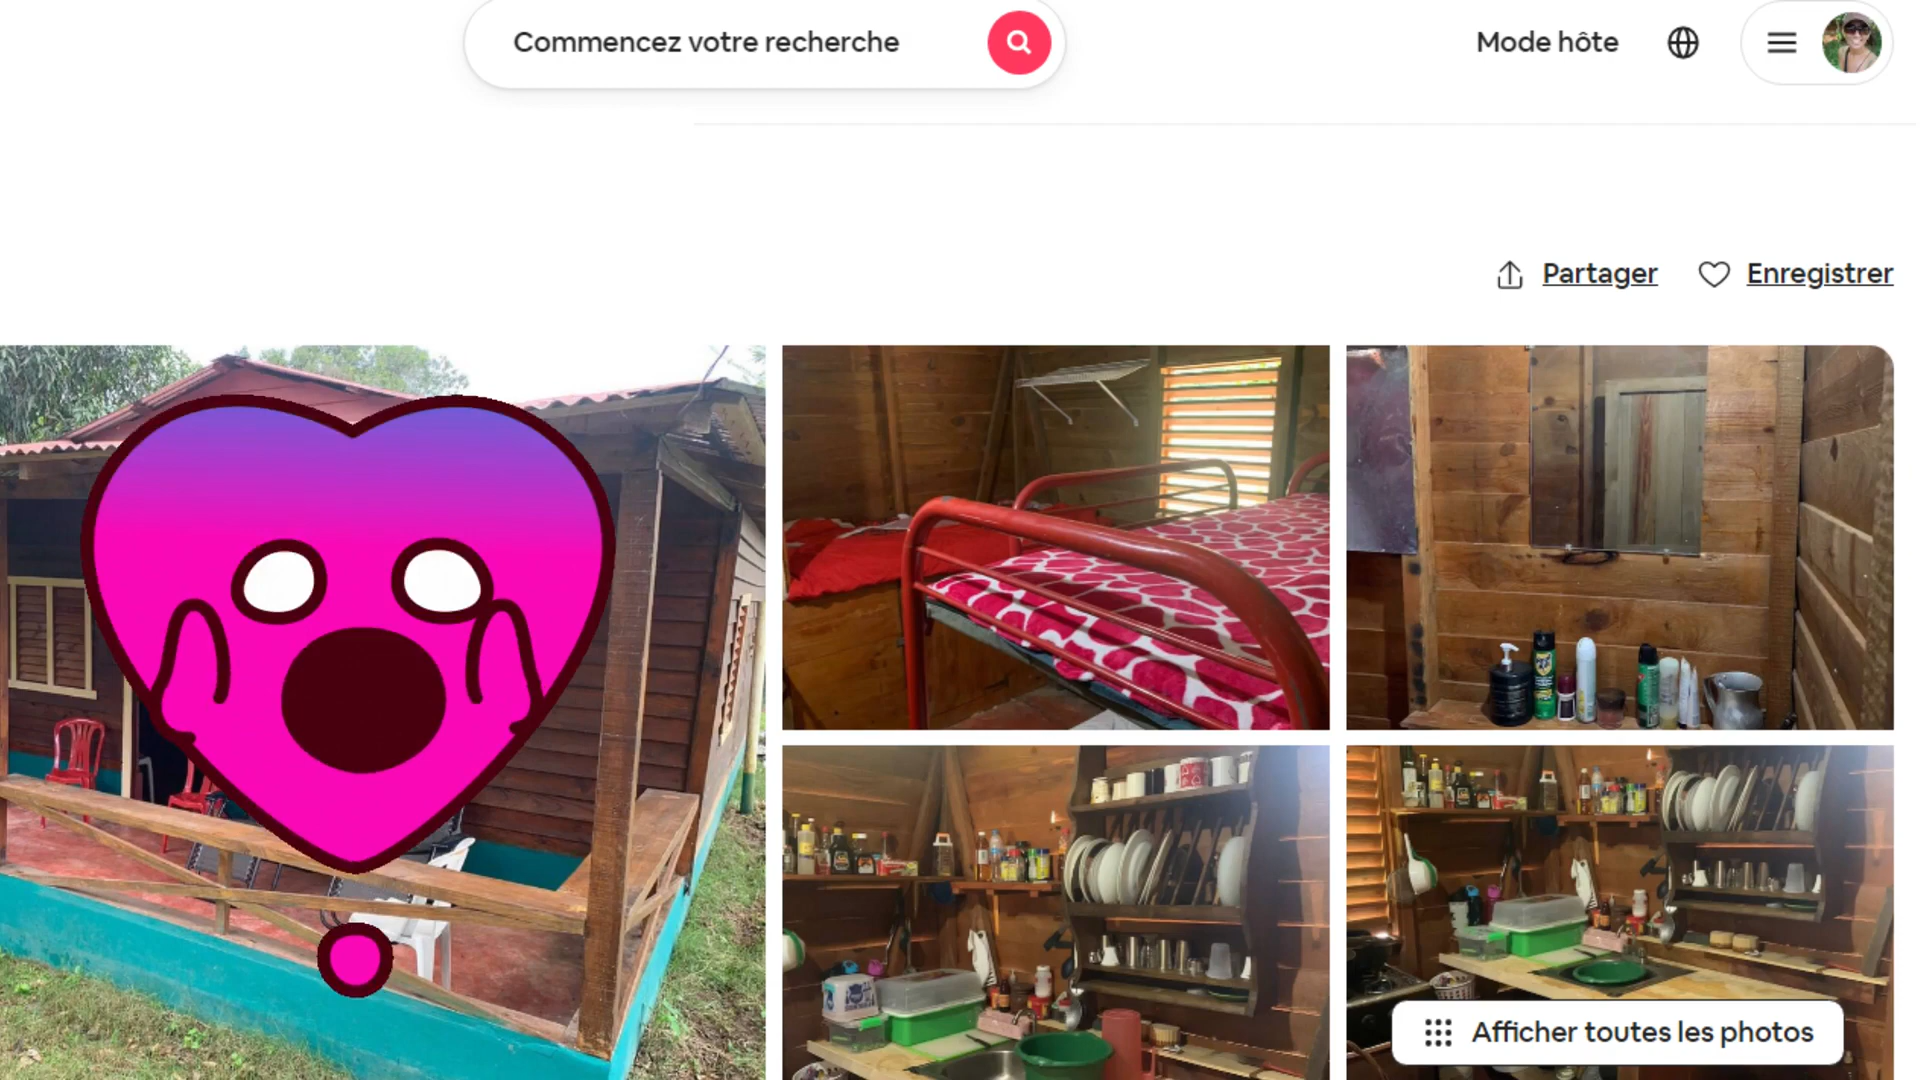 Commencez votre recherche
Mode hôte
Partager
Enregistrer
Afficher toutes les photos